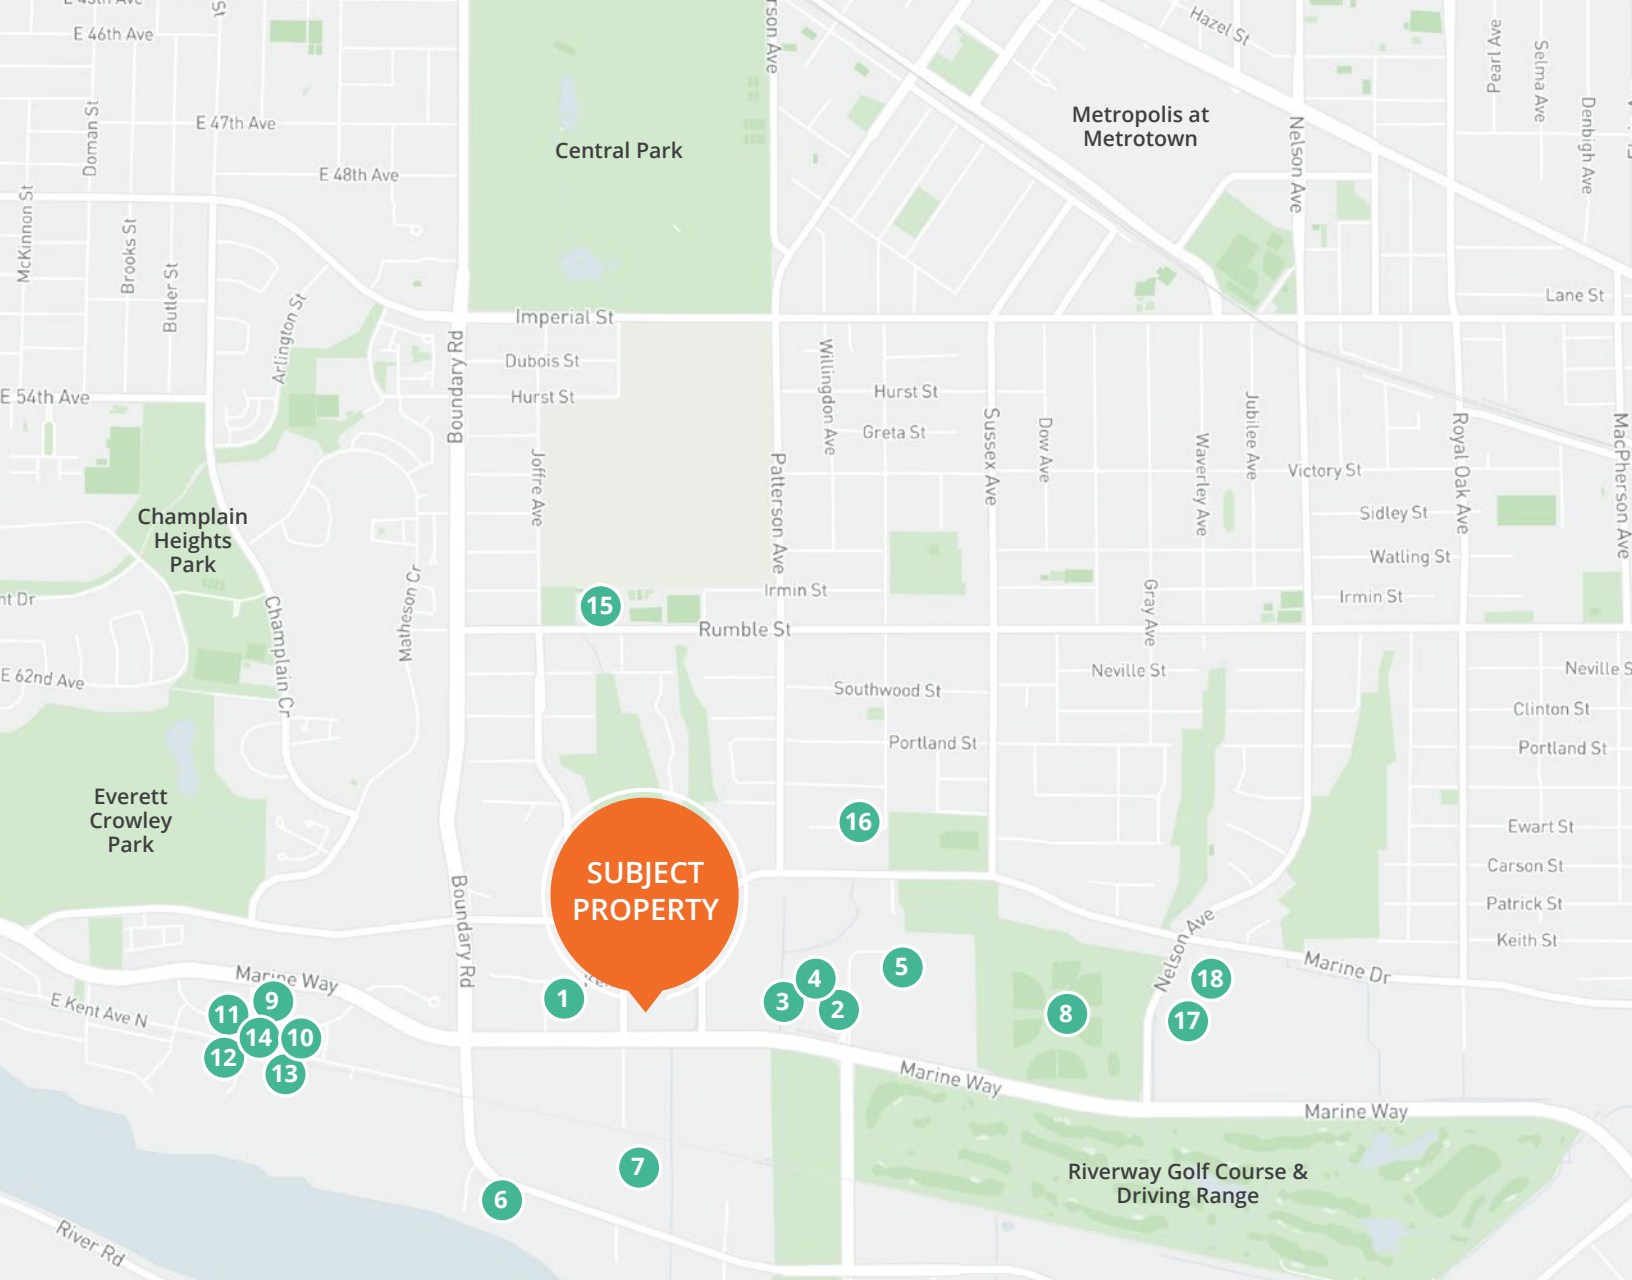 E 45th Ave
E 46th Ave
Hazel St
Pearl Ave
Selma Ave
Denbigh Ave
Doman St
E 47th Ave
Central Park
Metropolis at
Metrotown
Nelson Ave
E 48th Ave
McKinnon St
Brooks St
Butler St
Arlington St
Lane St
Imperial St
Dubois St
Hurst St
Boundary Rd
Willingdon Ave
Hurst St
Greta St
E 54th Ave
Joffre Ave
Patterson Ave
Sussex Ave
Dow Ave
Waverley Ave
Jubilee Ave
Victory St
Royal Oak Ave
MacPherson Ave
Sidley St
Watling St
Irmin St
Champlain
Heights
Park
Champlain Cr
Matheson Cr
nt Dr
15
Irmin St
Gray Ave
Rumble St
E 62nd Ave
Neville St
Neville S
Southwood St
Clinton St
Portland St
Portland St
Everett
Crowley
Park
16
Ewart St
Carson St
Patrick St
Keith St
SUBJECT
PROPERTY
Boundary Rd
Nelson Ave
Marine Dr
Marine Way
E Kent Ave N
1
3
4
2
5
8
18
17
9
11
14
10
12
13
Marine Way
Marine Way
7
6
Riverway Golf Course &
Driving Range
River Rd